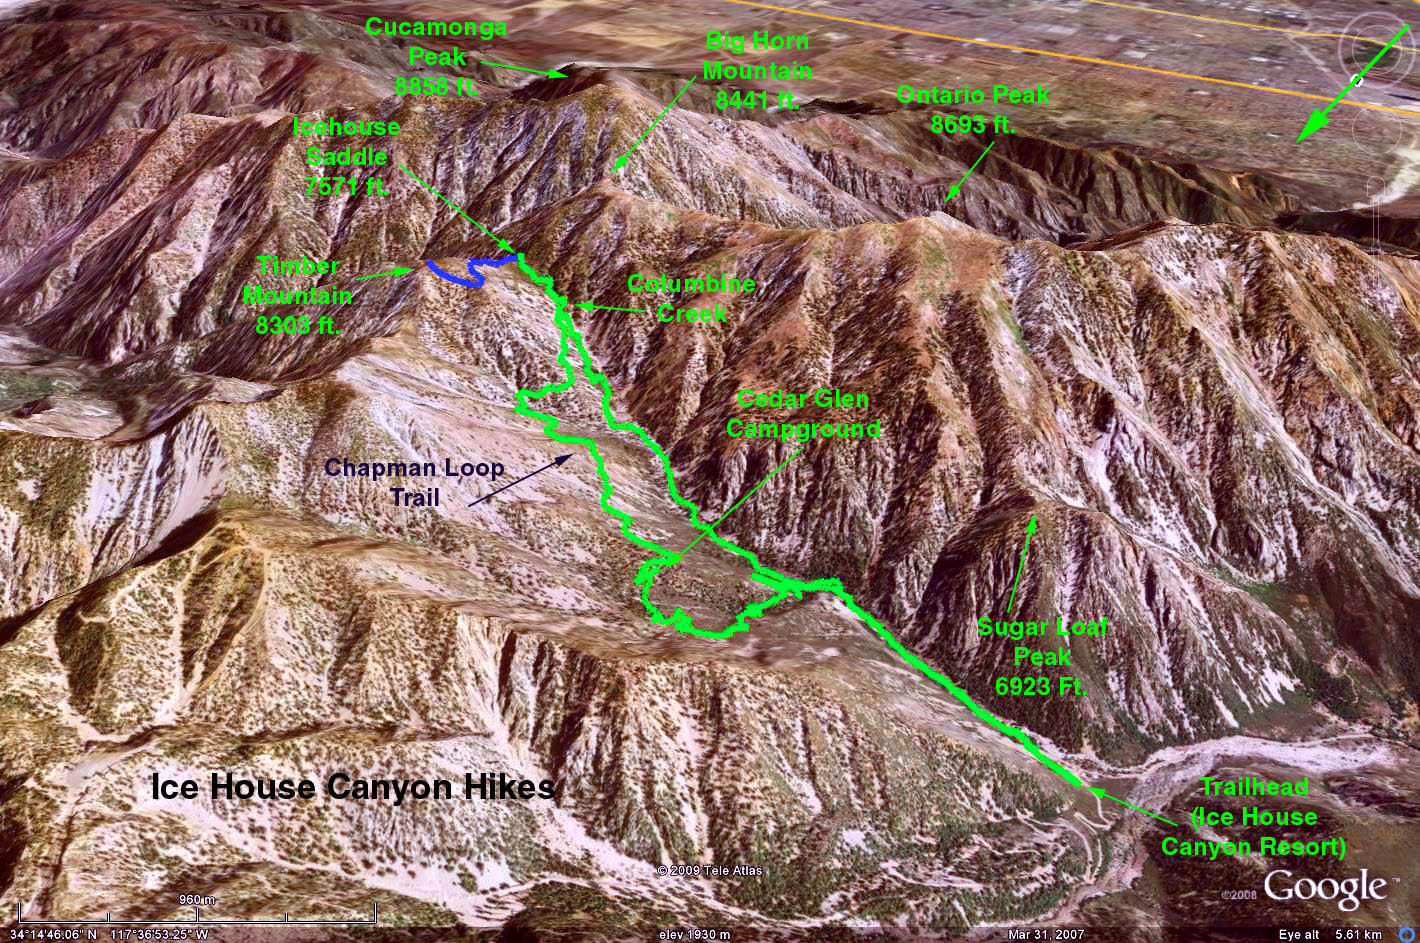 Cucamonga
Peak
8858 ft.
Big Horn
Mountain
8441 ft.
Ontario Peak
8693 ft.
Icehouse
Saddle
7571 ft.
Timber
Mountain
8303 ft.
Columbine
Creek
Cedar Glen
Campground
Chapman Loop
Trail
Sugar Loaf
Peak
6923 Ft.
Ice House Canyon Hikes
Trailhead
(Ice House
Canyon Resort)
© 2009 Tele Atlas
©2008 Google™
960 m
34°14'46.06" N 117°36'53.25" W
elev 1930 m
Mar 31, 2007
Eye alt 5.61 km